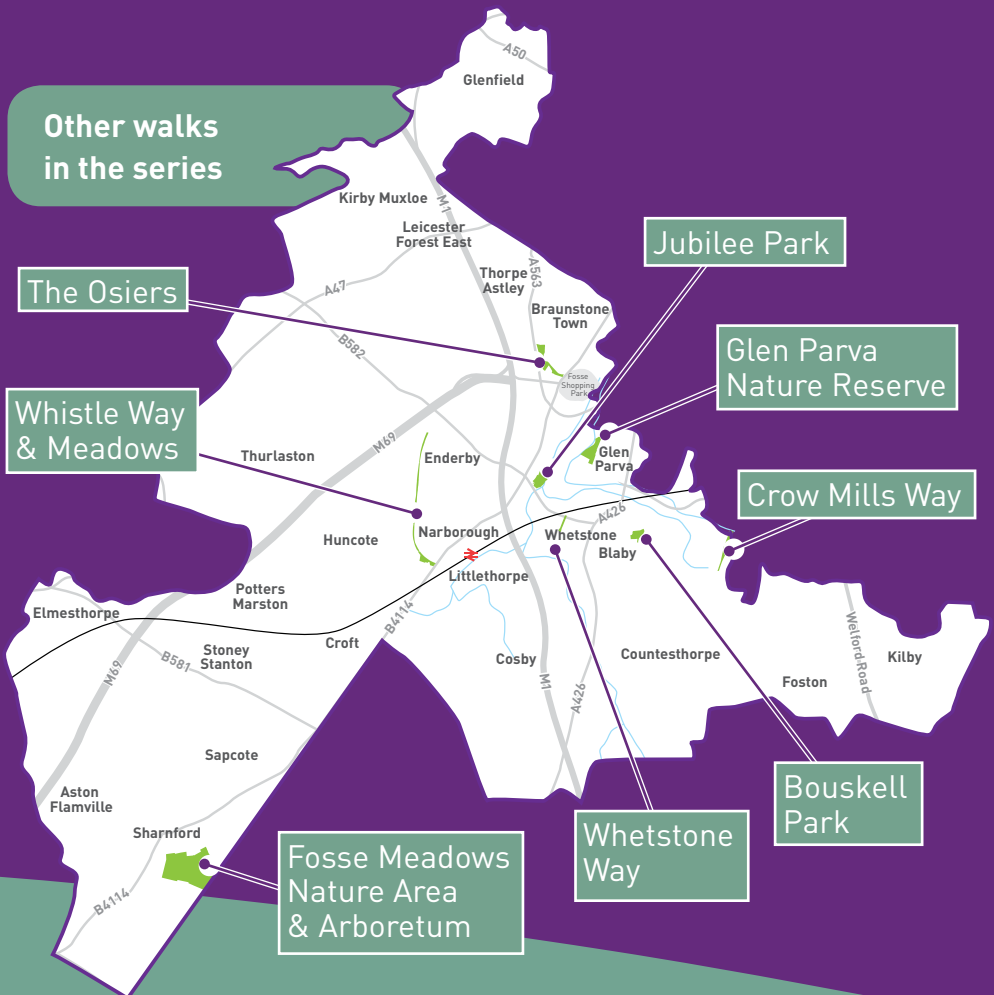 Other walks
in the series
A50
Glenfield
Kirby Muxloe
M1
Leicester
Forest East
A563
Thorpe
Astley
A47
Braunstone
Town
B582
Fosse
Shopping
Park
Jubilee Park
The Osiers
Glen Parva
Nature Reserve
Whistle Way
& Meadows
M69
Thurlaston
Enderby
Glen
Parva
Crow Mills Way
A426
Huncote
Narborough
Whetstone
Blaby
Littlethorpe
Potters
Marston
Elmesthorpe
B4114
Croft
Stoney
Stanton
B581
M69
Cosby
M1
A426
Countesthorpe
Welford Road
Kilby
Foston
Sapcote
Aston
Flamville
Sharnford
B4114
Bouskell
Park
Whetstone
Way
Fosse Meadows
Nature Area
& Arboretum